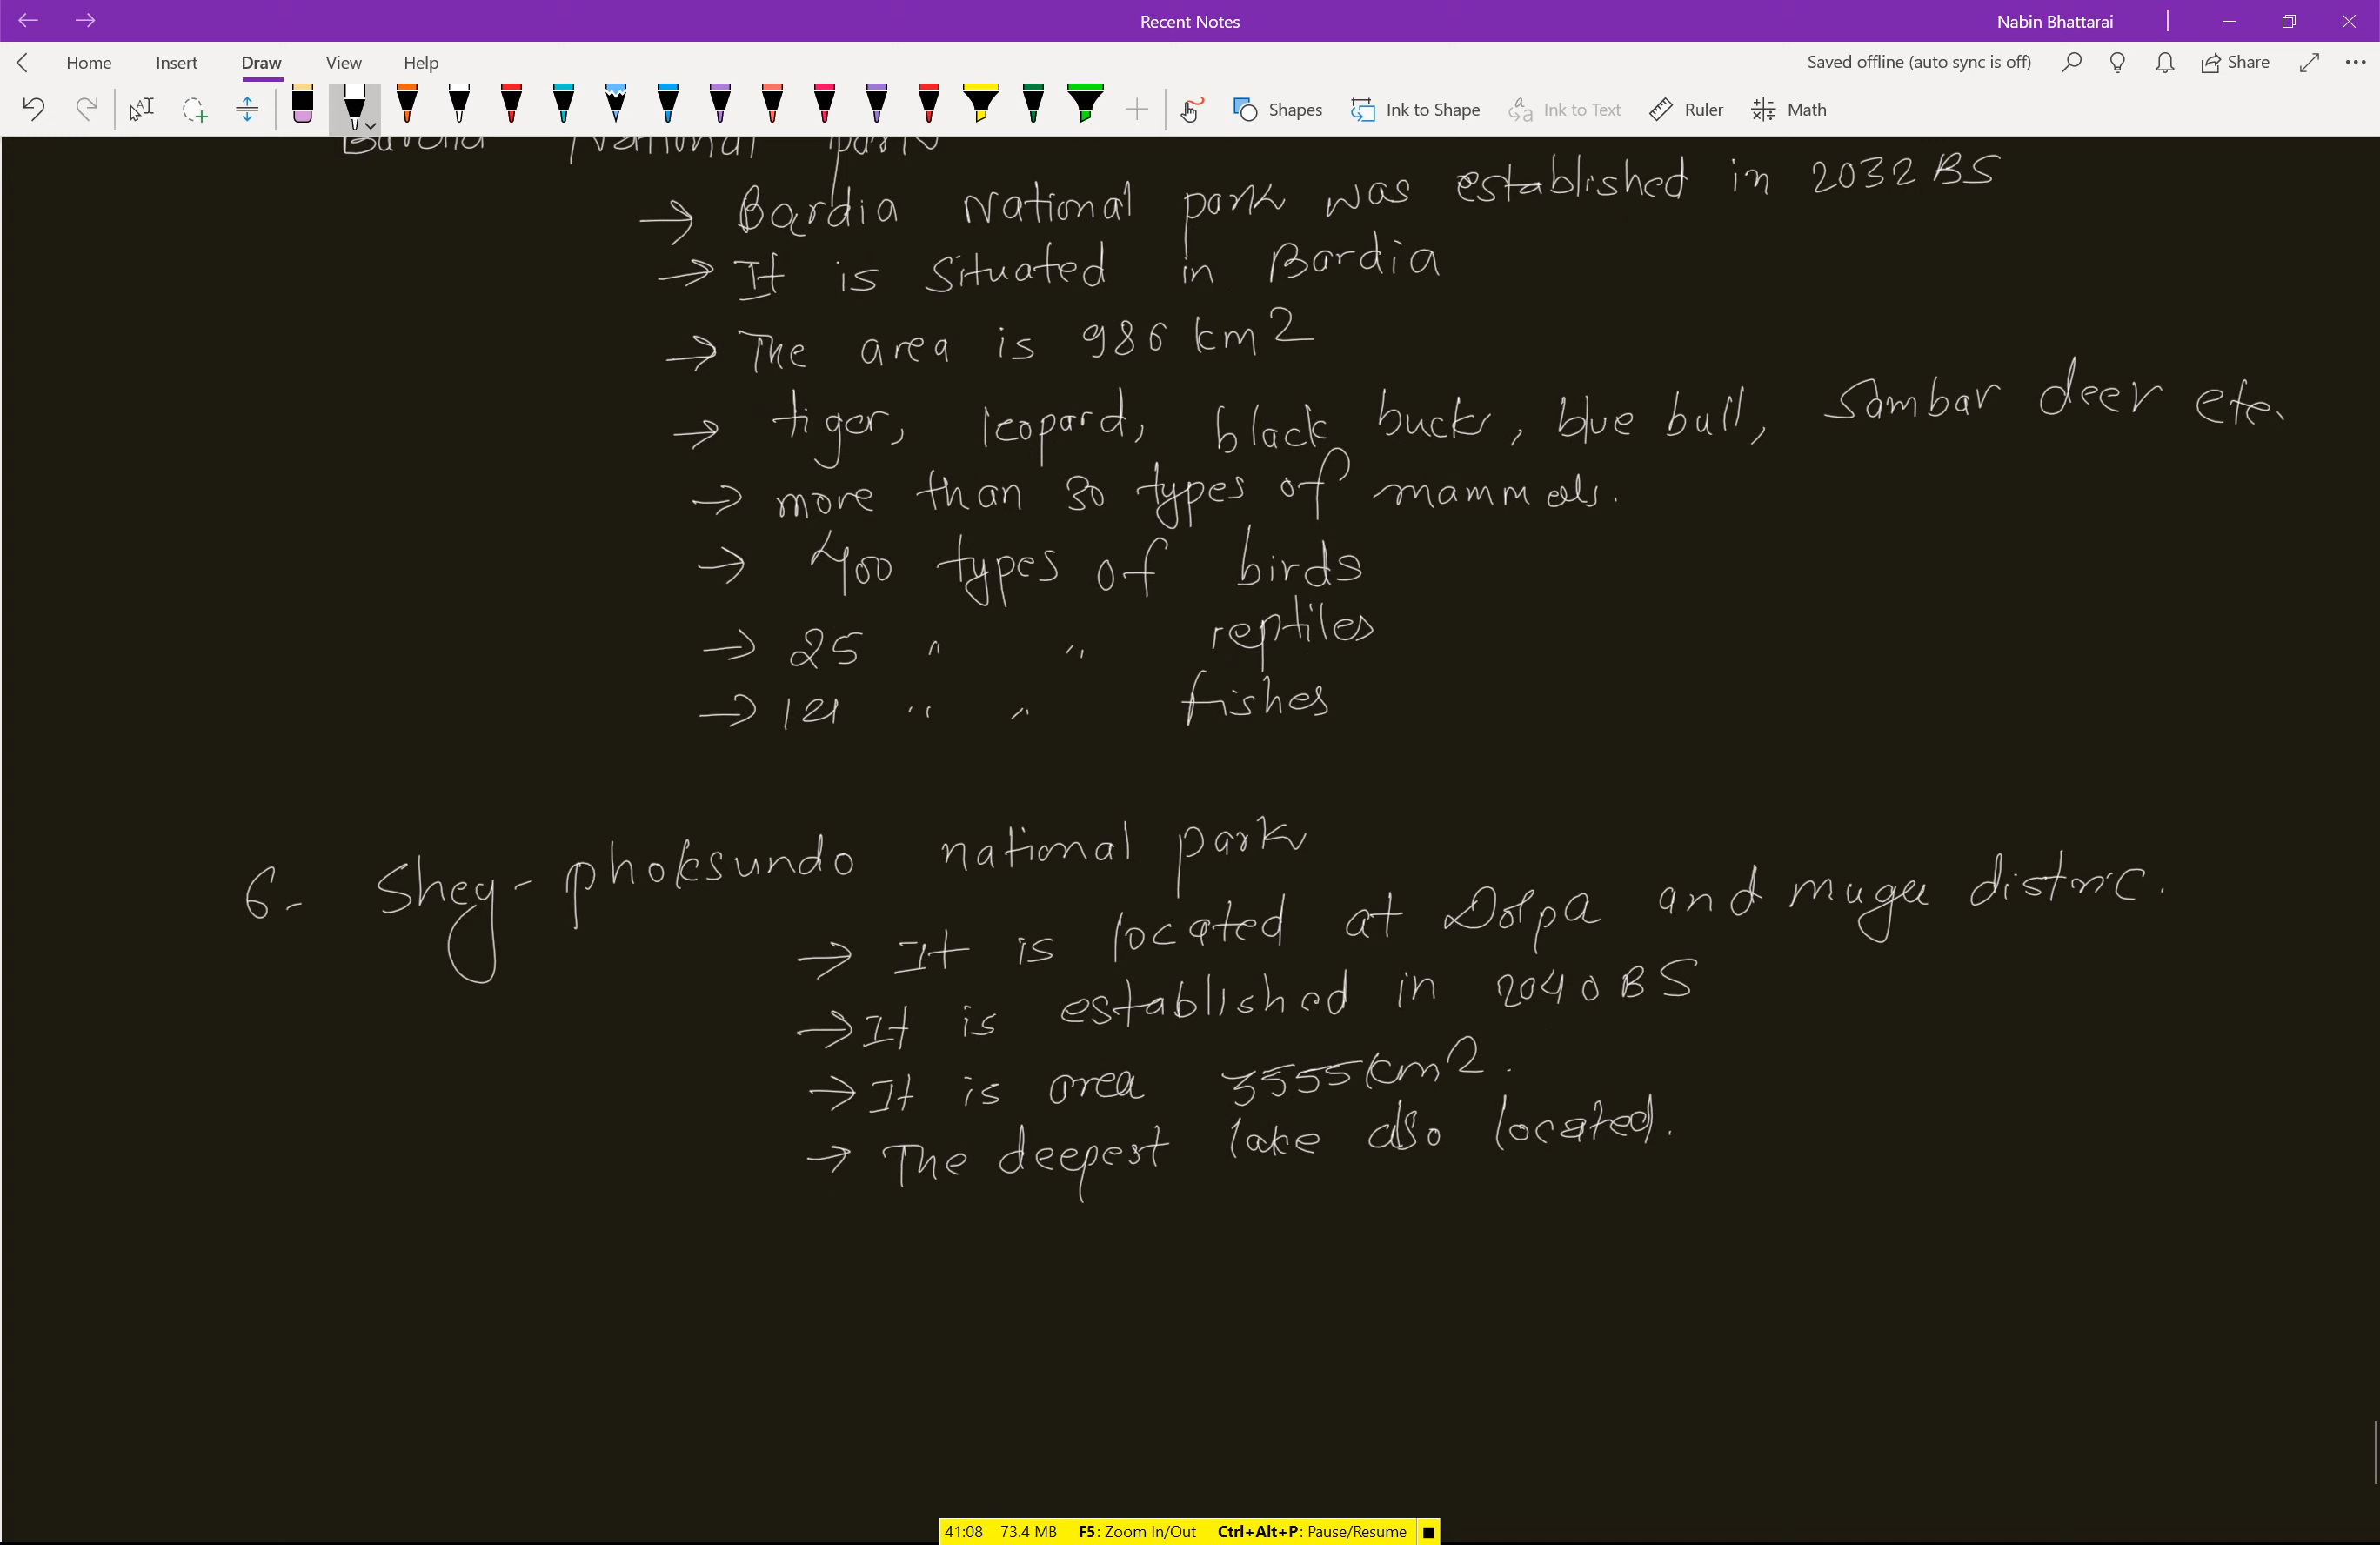 Recent Notes
Nabin Bhattarai
Home Insert Draw View Help
Saved offline (auto sync is off)
Share
Shapes Ink to Shape Ink to Text Ruler Math
Bardia National park
→ Bardia National park was established in 2032 BS
→ It is situated in Bardia
→ The area is 986 km2
→ tiger, leopard, black buck, blue bull, Sambar deer etc.
→ more than 30 types of mammals.
→ 400 types of birds
→ 25 " " reptiles
→ 121 " " fishes
6- Shey-phoksundo national park
→ It is located at Dolpa and mugu distric.
→ It is established in 2040 BS
→ It is area 3555 km2.
→ The deepest lake also located.
41:08 73.4 MB F5: Zoom In/Out Ctrl+Alt+P: Pause/Resume